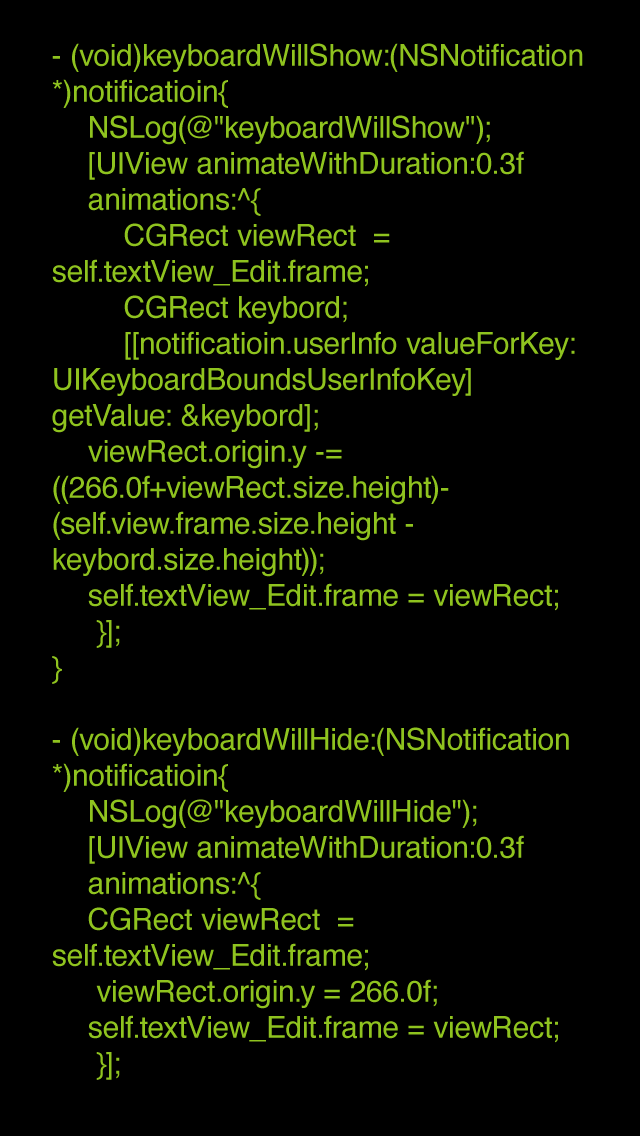 - (void)keyboardWillShow:(NSNotification
*)notificatioin{
NSLog(@"keyboardWillShow");
[UIView animateWithDuration:0.3f
animations:^{
CGRect viewRect  =
self.textView_Edit.frame;
CGRect keybord;
[[notificatioin.userInfo valueForKey:
UIKeyboardBoundsUserInfoKey]
getValue: &keybord];
viewRect.origin.y -=
((266.0f+viewRect.size.height)-
(self.view.frame.size.height -
keybord.size.height));
self.textView_Edit.frame = viewRect;
}];
}
- (void)keyboardWillHide:(NSNotification
*)notificatioin{
NSLog(@"keyboardWillHide");
[UIView animateWithDuration:0.3f
animations:^{
CGRect viewRect  =
self.textView_Edit.frame;
viewRect.origin.y = 266.0f;
self.textView_Edit.frame = viewRect;
}];